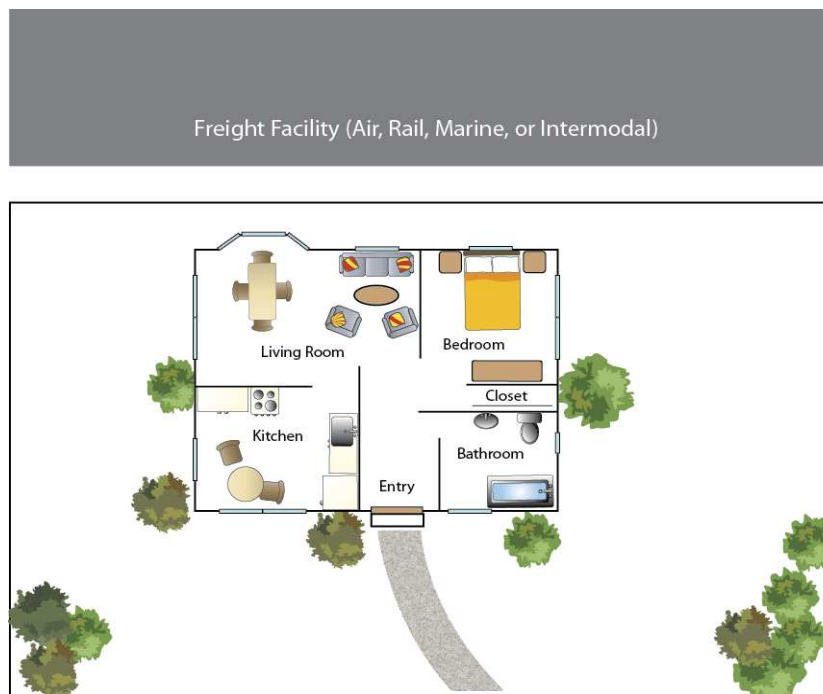 Freight Facility (Air, Rail, Marine, or Intermodal)
Living Room
Bedroom
Closet
Kitchen
Bathroom
Entry